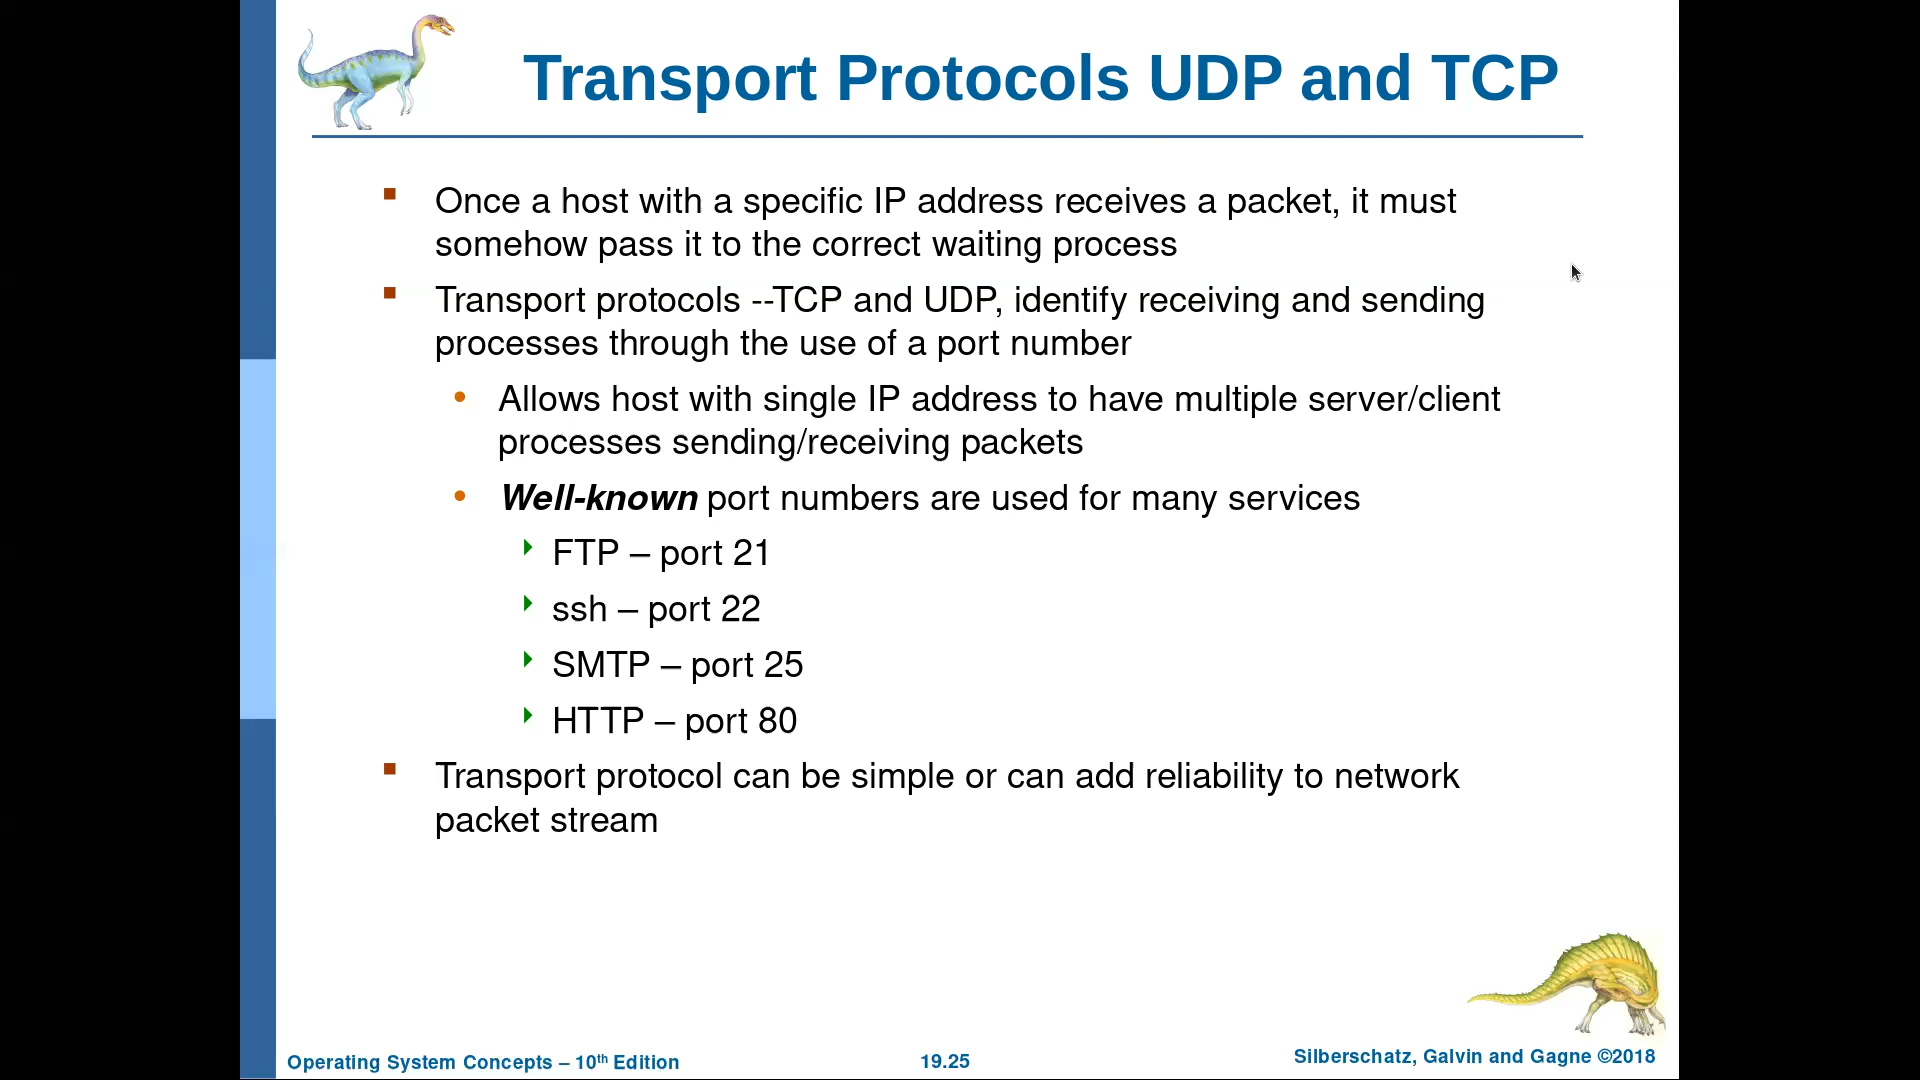 Transport Protocols UDP and TCP
Once a host with a specific IP address receives a packet, it must
somehow pass it to the correct waiting process
Transport protocols --TCP and UDP, identify receiving and sending
processes through the use of a port number
Allows host with single IP address to have multiple server/client
processes sending/receiving packets
Well-known port numbers are used for many services
FTP – port 21
ssh – port 22
SMTP – port 25
HTTP – port 80
Transport protocol can be simple or can add reliability to network
packet stream
Operating System Concepts – 10th Edition
19.25
Silberschatz, Galvin and Gagne ©2018